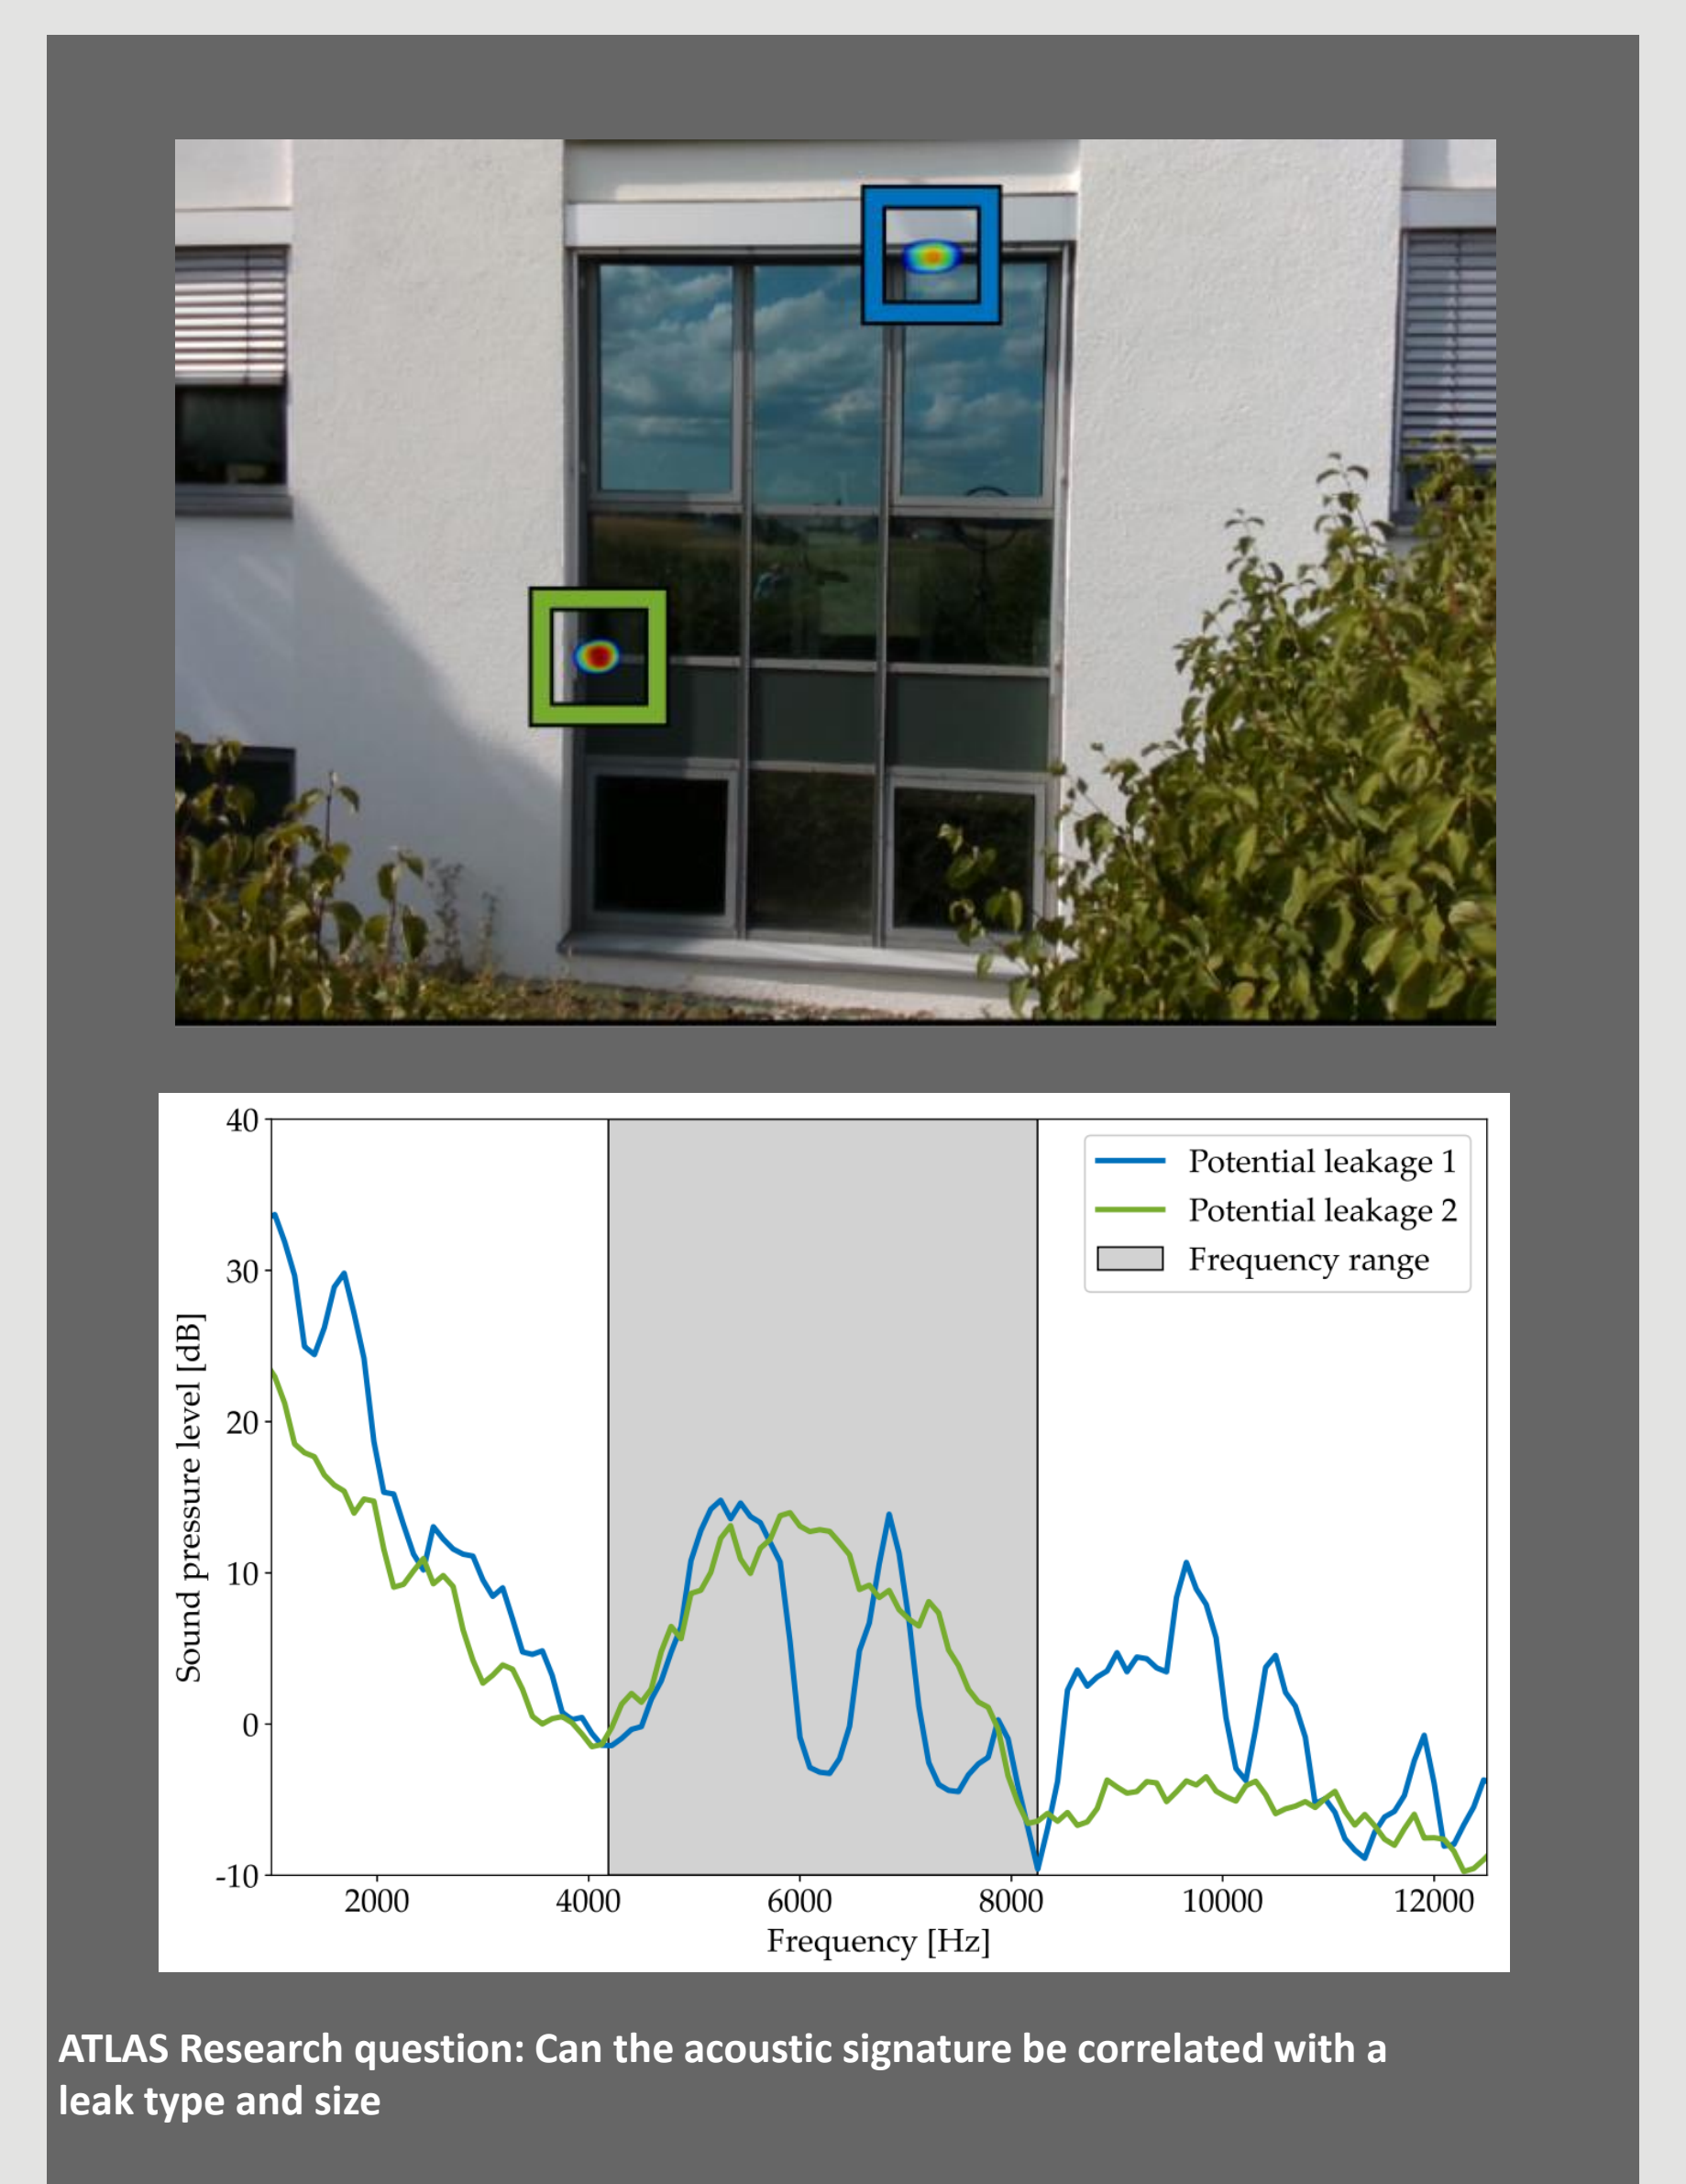 40
30
20
10
0
-10
Sound pressure level [dB]
Potential leakage 1
Potential leakage 2
Frequency range
2000 4000 6000 8000 10000 12000
Frequency [Hz]
ATLAS Research question: Can the acoustic signature be correlated with a
leak type and size